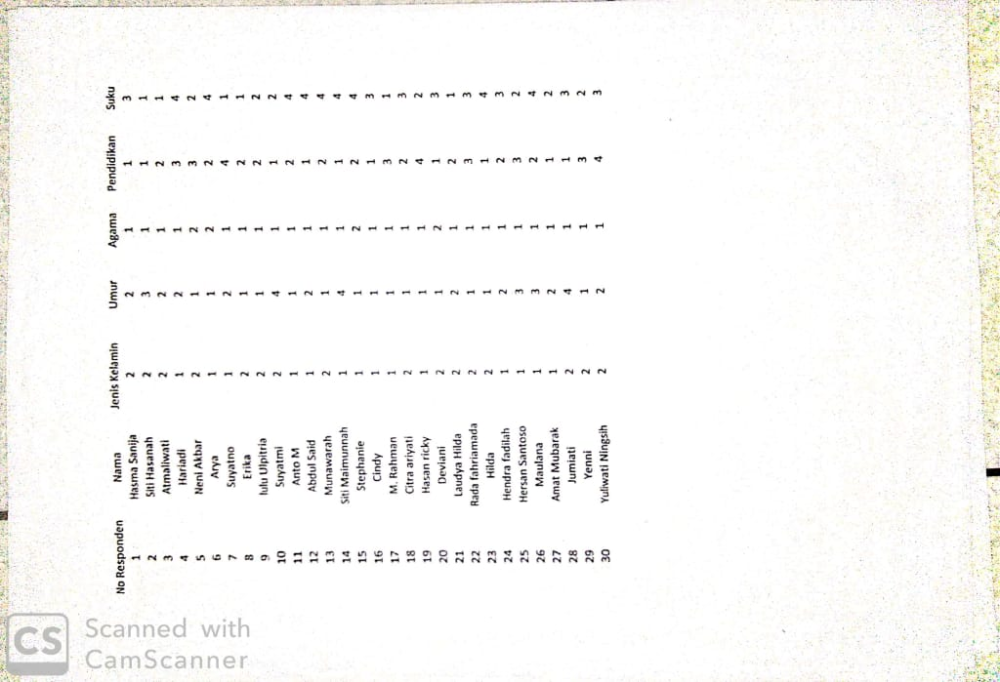 No Responden Nama Jenis Kelamin Umur Agama Pendidikan Suku
1 Hasma Sanija 2 2 1 1 3
2 Siti Hasanah 2 3 1 1 1
3 Atmaliwati 2 2 1 2 1
4 Hariadi 1 2 1 3 4
5 Neni Akbar 2 1 2 3 2
6 Arya 1 1 2 2 4
7 Suyatno 1 2 1 4 1
8 Erika 2 1 1 2 1
9 lulu Ulpitria 2 1 1 2 2
10 Suyatmi 2 4 1 1 2
11 Anto M 1 1 1 2 4
12 Abdul Said 1 2 1 1 4
13 Munawarah 2 1 1 2 4
14 Siti Maimunnah 1 4 1 1 4
15 Stephanie 1 1 2 2 4
16 Cindy 1 1 1 1 3
17 M. Rahman 1 1 1 3 1
18 Citra ariyati 2 1 1 2 3
19 Hasan ricky 1 1 1 4 2
20 Deviani 2 1 2 1 3
21 Laudya Hilda 2 2 1 2 1
22 Rada fahriamada 2 1 1 3 3
23 Hilda 2 1 1 1 4
24 Hendra fadilah 1 2 1 2 3
25 Hersan Santoso 1 3 1 3 2
26 Maulana 1 3 1 2 4
27 Amat Mubarak 1 2 1 1 2
28 Jumiati 2 4 1 1 3
29 Yenni 2 1 1 3 2
30 Yuliwati Ningsih 2 2 1 4 3
CS Scanned with
CamScanner